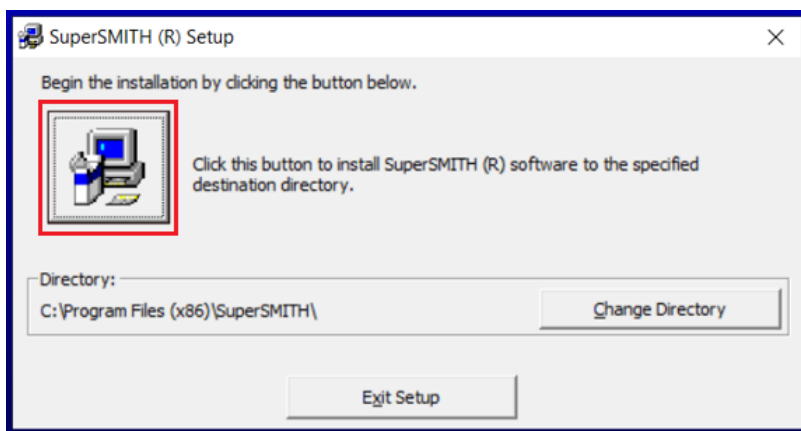 SuperSMITH (R) Setup
Begin the installation by clicking the button below.
Click this button to install SuperSMITH (R) software to the specified
destination directory.
Directory:
C:\Program Files (x86)\SuperSMITH\
Change Directory
Exit Setup